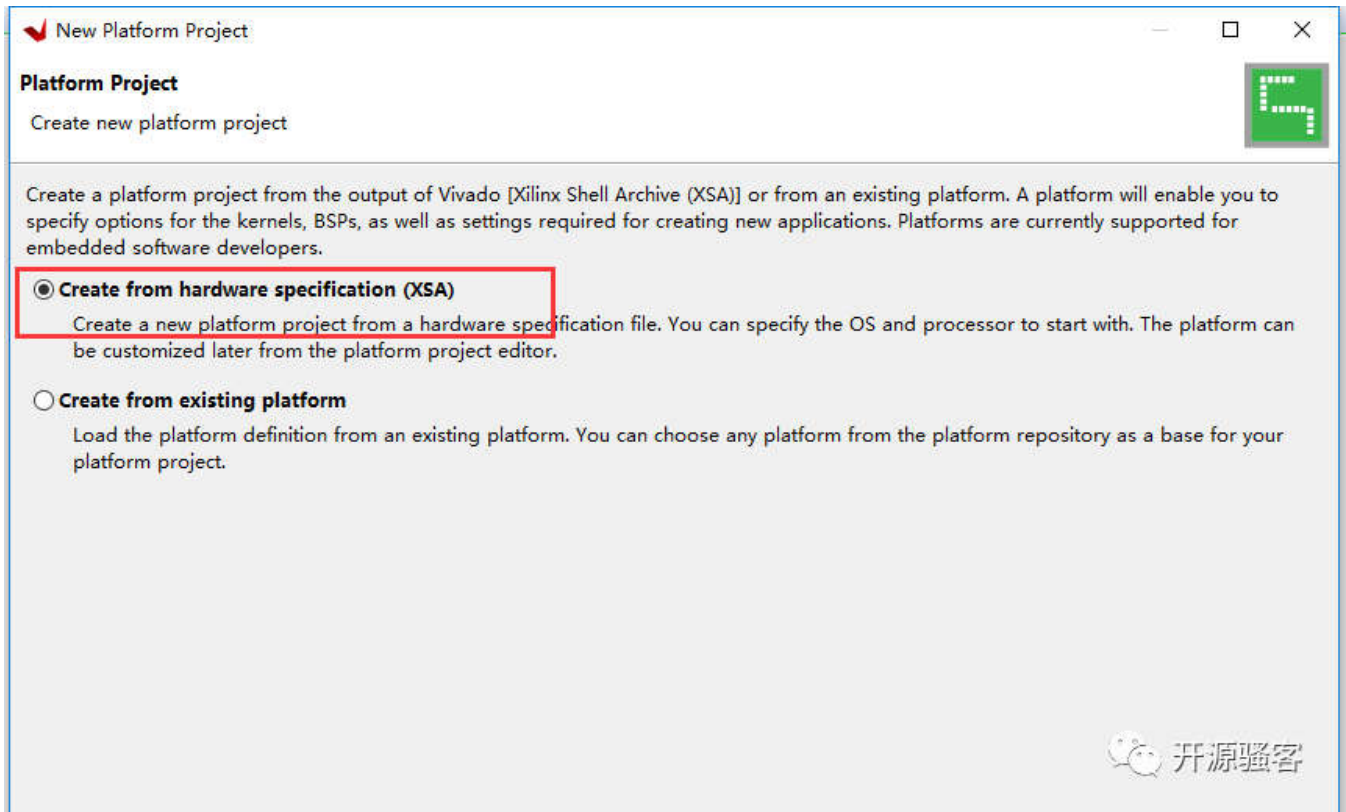 New Platform Project
Platform Project
Create new platform project
Create a platform project from the output of Vivado [Xilinx Shell Archive (XSA)] or from an existing platform. A platform will enable you to
specify options for the kernels, BSPs, as well as settings required for creating new applications. Platforms are currently supported for
embedded software developers.
Create from hardware specification (XSA)
Create a new platform project from a hardware specification file. You can specify the OS and processor to start with. The platform can
be customized later from the platform project editor.
Create from existing platform
Load the platform definition from an existing platform. You can choose any platform from the platform repository as a base for your
platform project.
开源骚客